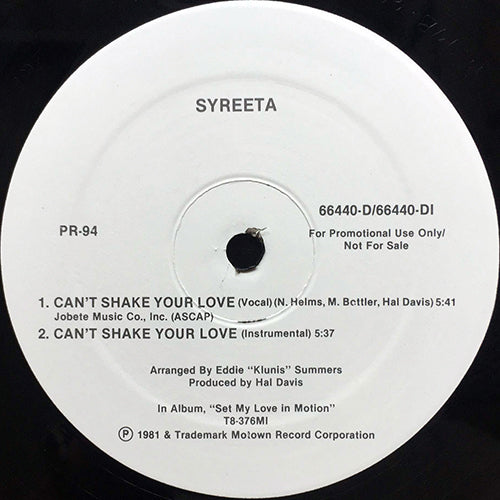 SYREETA
PR-94
66440-D/66440-DI
For Promotional Use Only/
Not For Sale
1. CAN'T SHAKE YOUR LOVE (Vocal) (N. Helms, M. Bottler, Hal Davis) 5:41
Jobete Music Co., Inc. (ASCAP)
2. CAN'T SHAKE YOUR LOVE (Instrumental) 5:37
Arranged By Eddie "Klunis" Summers
Produced by Hal Davis
In Album, "Set My Love in Motion"
T8-376MI
Ⓟ 1981 & Trademark Motown Record Corporation